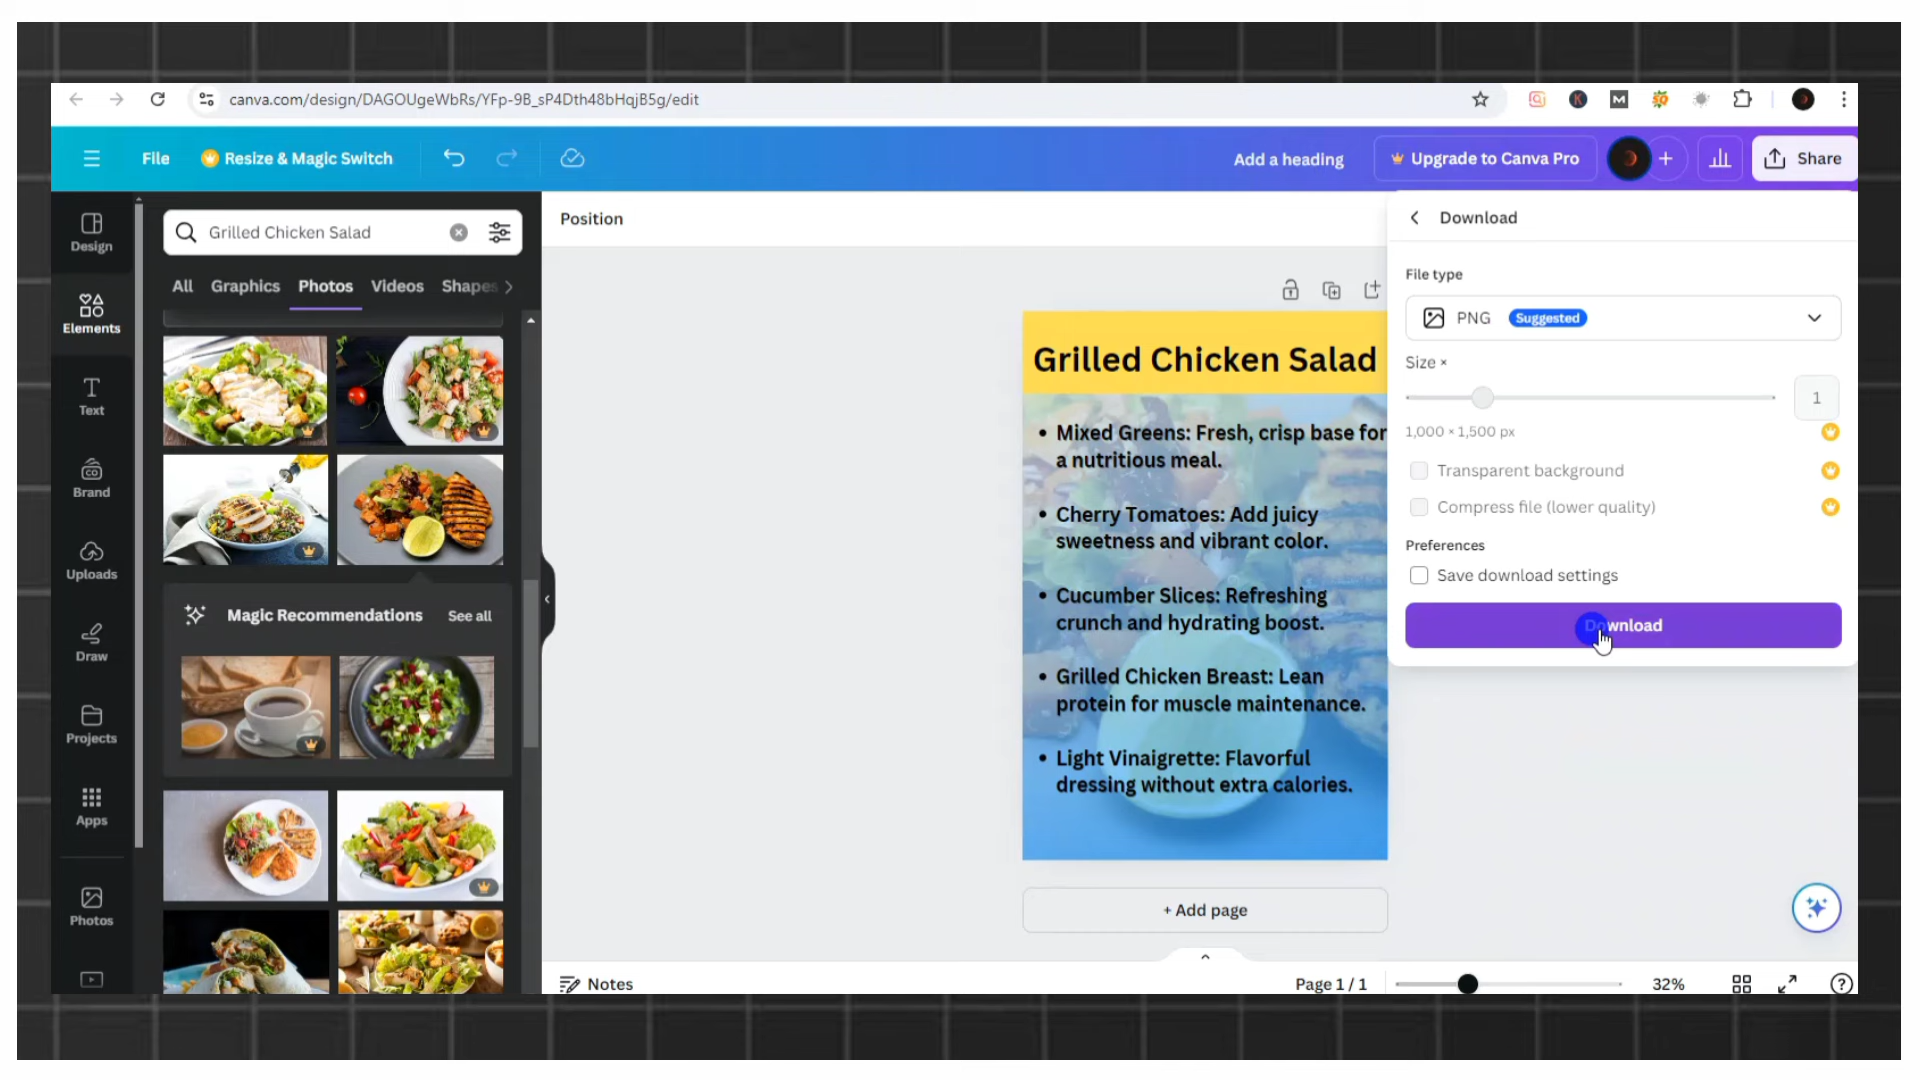 canva.com/design/DAGOUgeWbRs/YFp-9B_sP4Dth48bHqjB5g/edit
File
Resize & Magic Switch
Add a heading
Upgrade to Canva Pro
Share
Design
Elements
Text
Brand
Uploads
Draw
Projects
Apps
Photos
Grilled Chicken Salad
All Graphics Photos Videos Shapes
Magic Recommendations See all
Position
Grilled Chicken Salad
• Mixed Greens: Fresh, crisp base for
a nutritious meal.
• Cherry Tomatoes: Add juicy
sweetness and vibrant color.
• Cucumber Slices: Refreshing
crunch and hydrating boost.
• Grilled Chicken Breast: Lean
protein for muscle maintenance.
• Light Vinaigrette: Flavorful
dressing without extra calories.
+ Add page
Download
File type
PNG Suggested
Size ×
1
1,000 × 1,500 px
Transparent background
Compress file (lower quality)
Preferences
Save download settings
Download
Notes
Page 1 / 1
32%